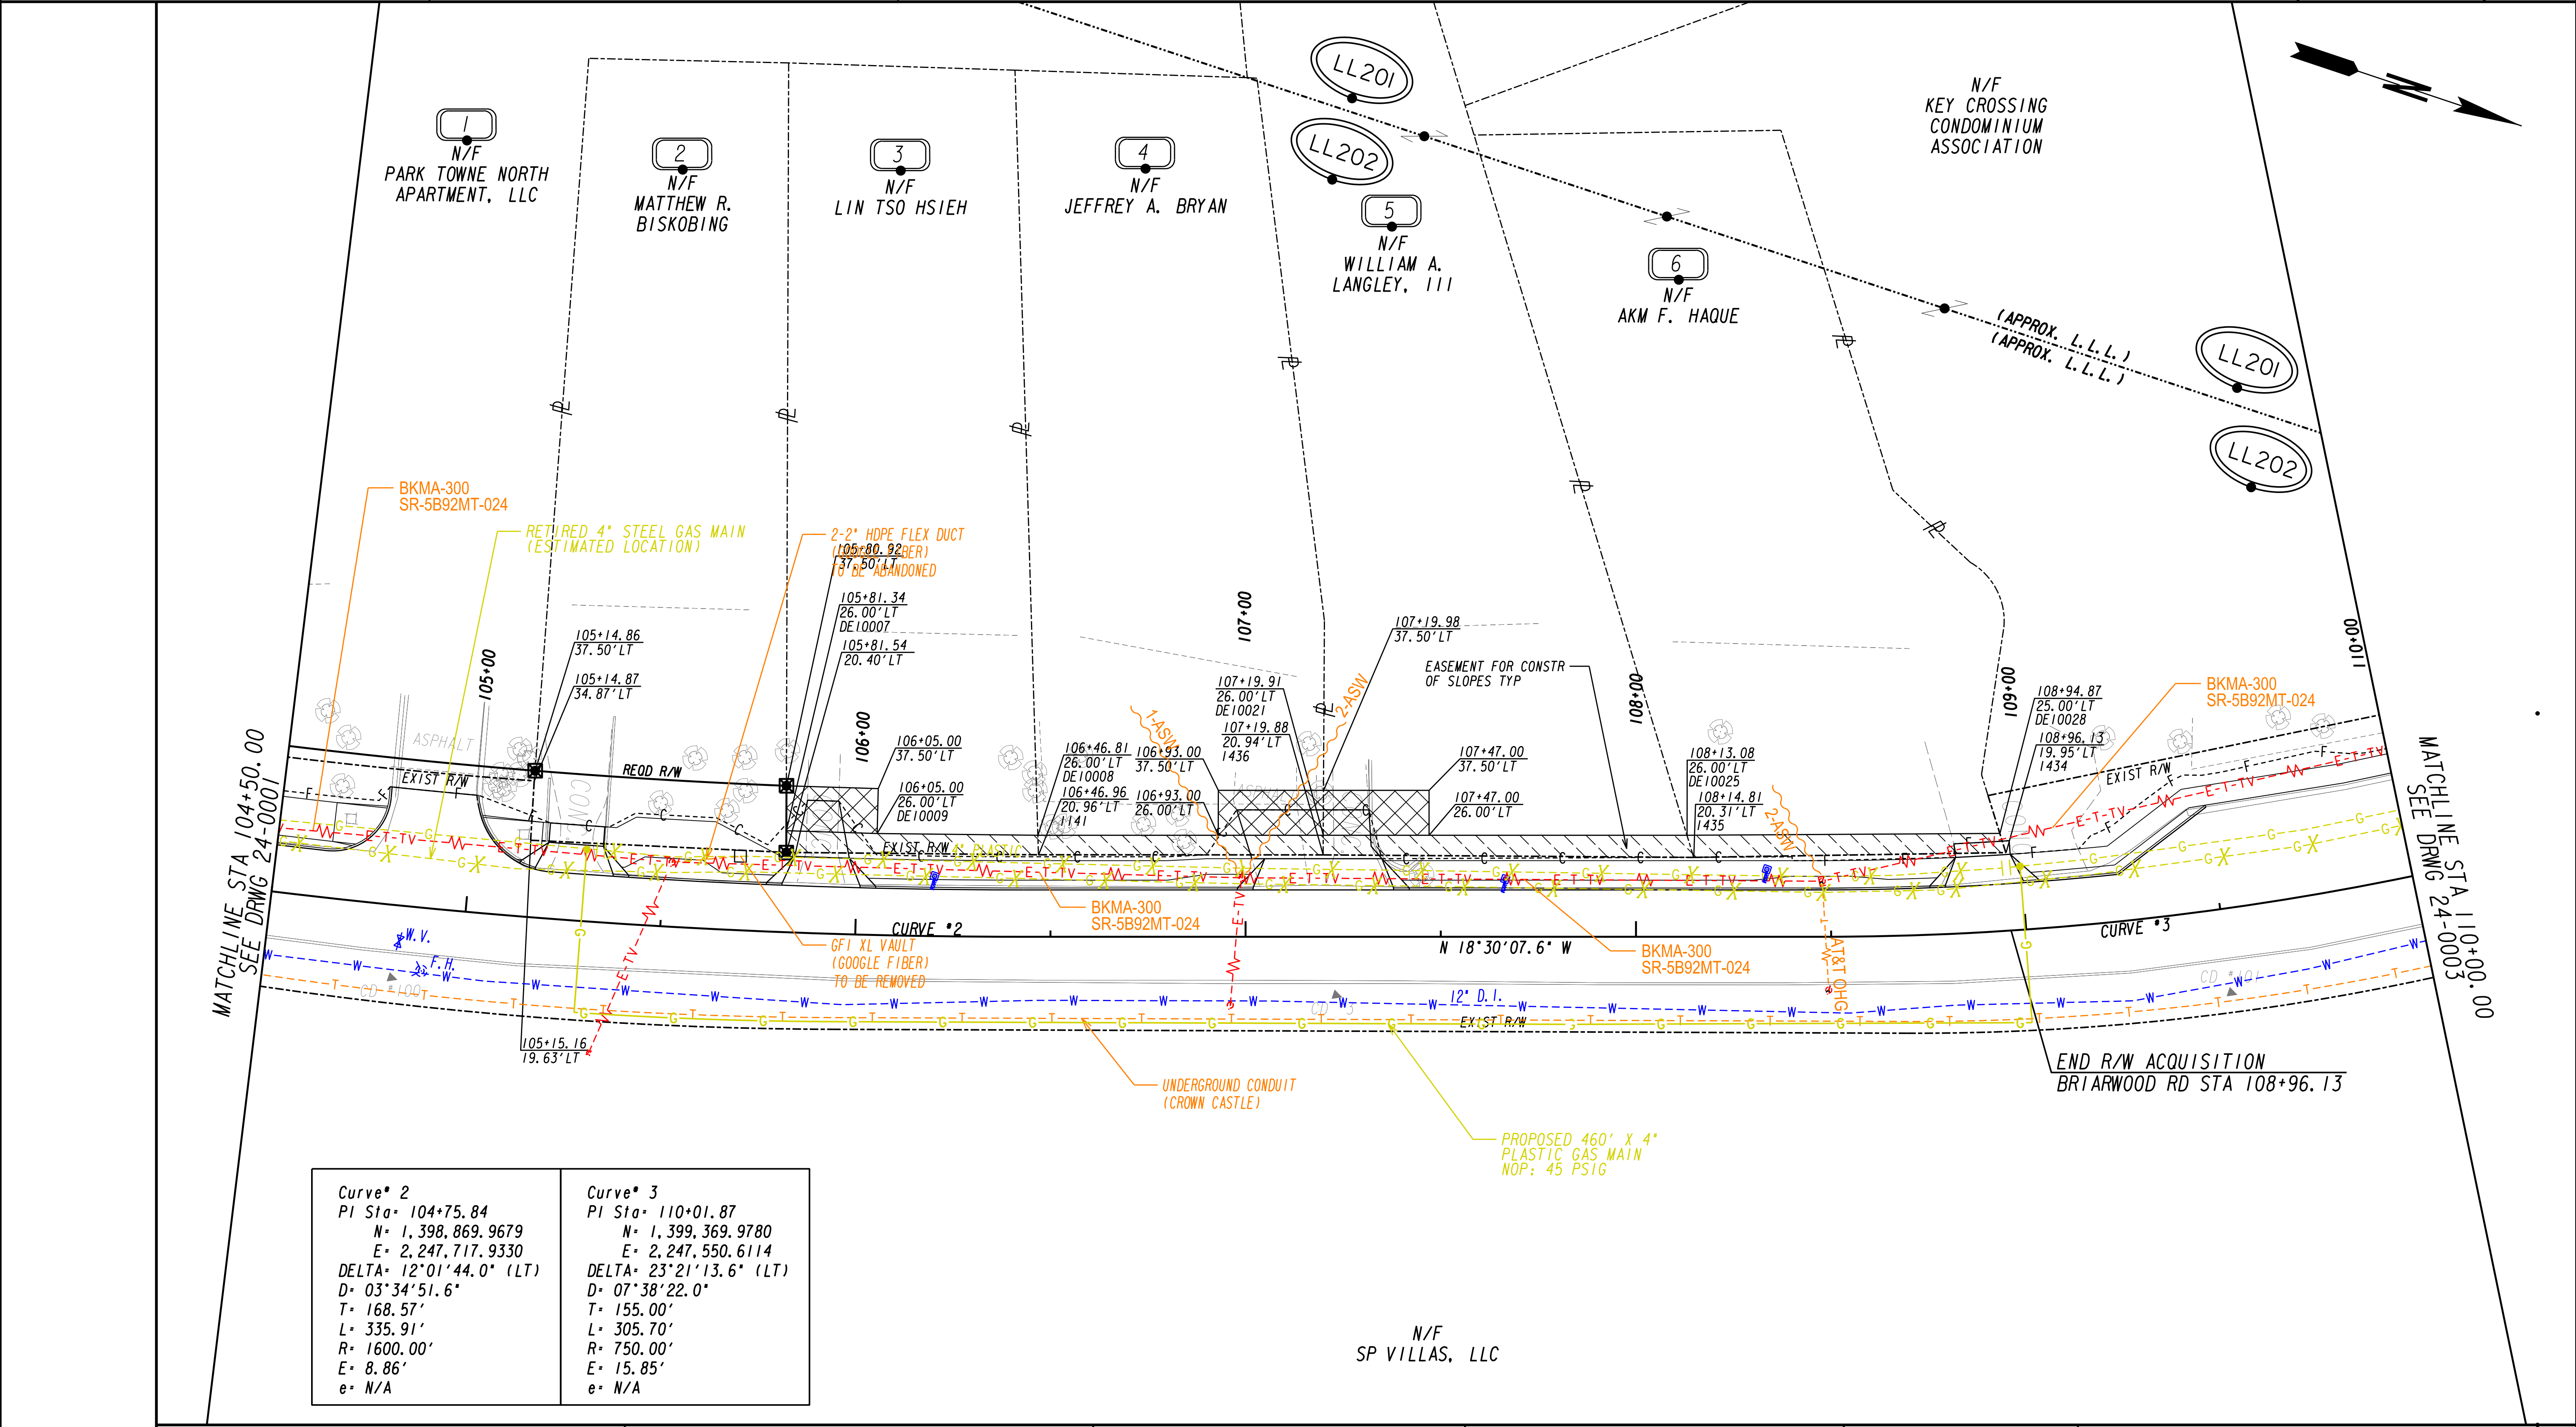 LL201
LL202
N
N/F
KEY CROSSING
CONDOMINIUM
ASSOCIATION
1
N/F
PARK TOWNE NORTH
APARTMENT, LLC
2
N/F
MATTHEW R.
BISKOBING
3
N/F
LIN TSO HSIEH
4
N/F
JEFFREY A. BRYAN
5
N/F
WILLIAM A.
LANGLEY, III
6
N/F
AKM F. HAQUE
(APPROX. L.L.L.)
(APPROX. L.L.L.)
LL201
LL202
MATCHLINE STA 104+50.00
SEE DRWG 24-0001
BKMA-300
SR-5B92MT-024
RETIRED 4" STEEL GAS MAIN
(ESTIMATED LOCATION)
2-2" HDPE FLEX DUCT
TO BE ABANDONED
105+80.92
37.50'LT
105+81.34
26.00'LT
DE10007
105+81.54
20.40'LT
105+14.86
37.50'LT
105+14.87
34.87'LT
105+00
106+00
107+00
108+00
109+00
110+00
106+05.00
37.50'LT
106+05.00
26.00'LT
DE10009
106+46.81
26.00'LT
DE10008
106+46.96
20.96'LT
1141
106+93.00
37.50'LT
106+93.00
26.00'LT
1-ASW
2-ASW
107+19.91
26.00'LT
DE10021
107+19.88
20.94'LT
1436
107+19.98
37.50'LT
EASEMENT FOR CONSTR
OF SLOPES TYP
107+47.00
37.50'LT
107+47.00
26.00'LT
108+13.08
26.00'LT
DE10025
108+14.81
20.31'LT
1435
2-ASW
108+94.87
25.00'LT
DE10028
108+96.13
19.95'LT
1434
BKMA-300
SR-5B92MT-024
ASPHALT
EXIST R/W
REQD R/W
EXIST R/W
4" PLASTIC
EXIST R/W
BKMA-300
SR-5B92MT-024
BKMA-300
SR-5B92MT-024
CURVE #2
N 18°30'07.6" W
CURVE #3
GFI XL VAULT
(GOOGLE FIBER)
TO BE REMOVED
AT&T OHG
W.V.
F.H.
CD #100
12" D.I.
CD #101
EXIST R/W
105+15.16
19.63'LT
UNDERGROUND CONDUIT
(CROWN CASTLE)
PROPOSED 460' X 4"
PLASTIC GAS MAIN
NOP: 45 PSIG
END R/W ACQUISITION
BRIARWOOD RD STA 108+96.13
MATCHLINE STA 110+00.00
SEE DRWG 24-0003
Curve# 2
PI Sta= 104+75.84
N= 1,398,869.9679
E= 2,247,717.9330
DELTA= 12°01'44.0" (LT)
D= 03°34'51.6"
T= 168.57'
L= 335.91'
R= 1600.00'
E= 8.86'
e= N/A
Curve# 3
PI Sta= 110+01.87
N= 1,399,369.9780
E= 2,247,550.6114
DELTA= 23°21'13.6" (LT)
D= 07°38'22.0"
T= 155.00'
L= 305.70'
R= 750.00'
E= 15.85'
e= N/A
N/F
SP VILLAS, LLC